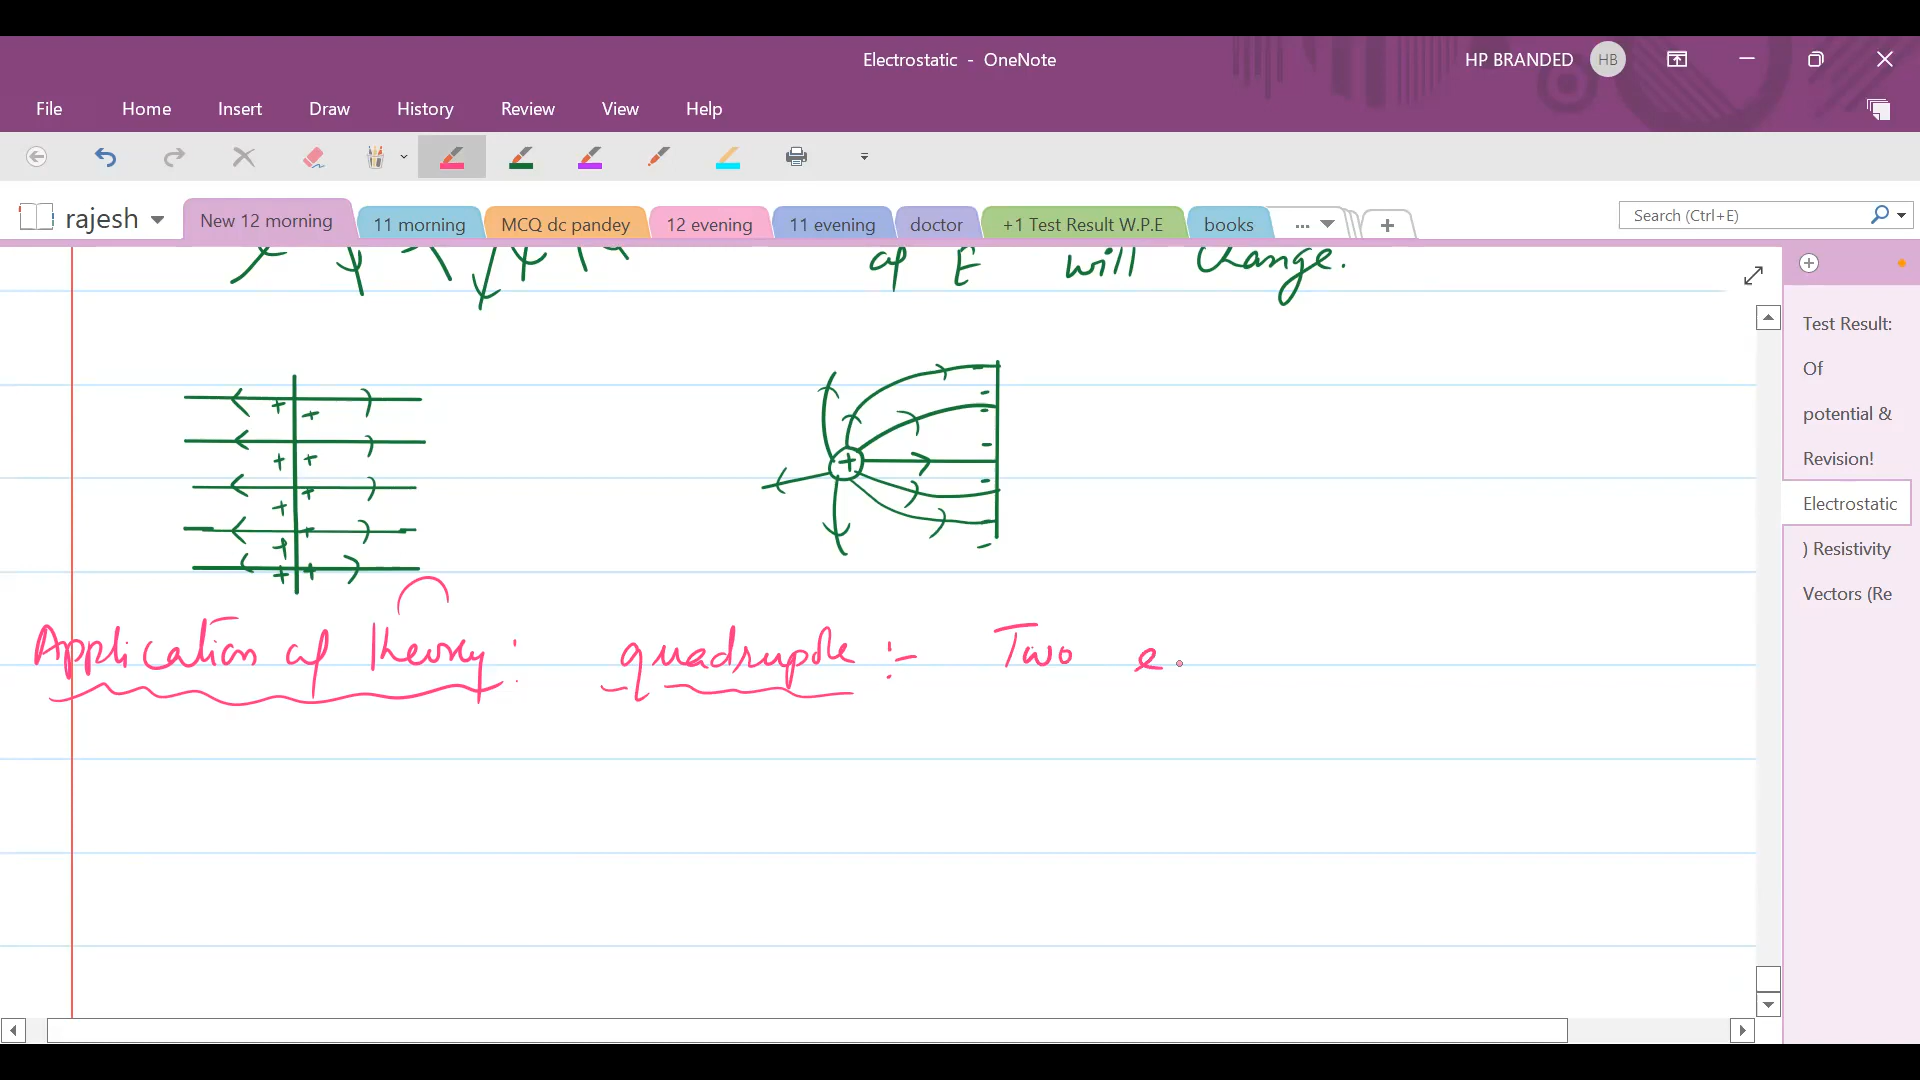 Electrostatic - OneNote
HP BRANDED HB
File Home Insert Draw History Review View Help
rajesh New 12 morning 11 morning MCQ dc pandey 12 evening 11 evening doctor +1 Test Result W.P.E books ... +
Search (Ctrl+E)
of E will change.
Test Result:
Of
potential &
Revision!
Electrostatic
) Resistivity
Vectors (Re
+ +
+ +
+ +
+ +
+ +
+
-
-
-
-
-
-
Application of theory: quadrupole :- Two e